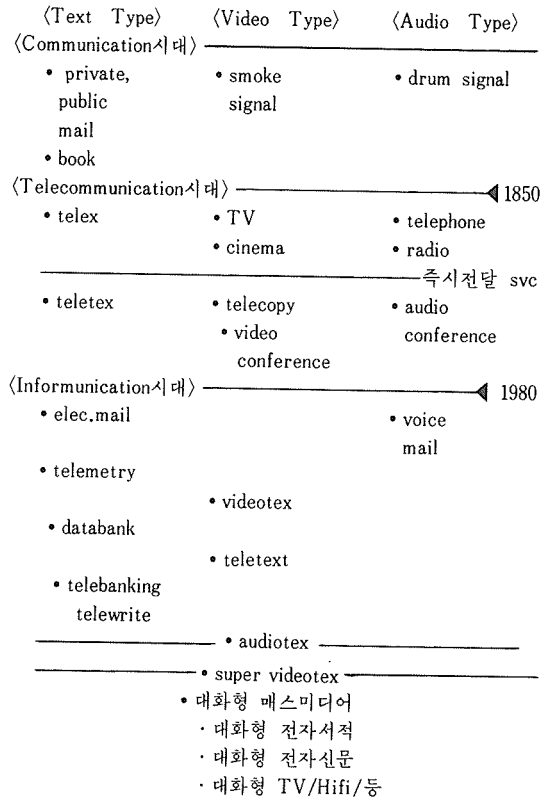 〈Text Type〉 〈Video Type〉 〈Audio Type〉
〈Communication시대〉
• private, • smoke • drum signal
public signal
mail
• book
〈Telecommunication시대〉 1850
• telex • TV • telephone
• cinema • radio
즉시전달 svc
• teletex • telecopy • audio
• video conference
conference
〈Informunication시대〉 1980
• elec.mail • voice
mail
• telemetry
• videotex
• databank
• teletext
• telebanking
telewrite
• audiotex
• super videotex
• 대화형 매스미디어
· 대화형 전자서적
· 대화형 전자신문
· 대화형 TV/Hifi/등